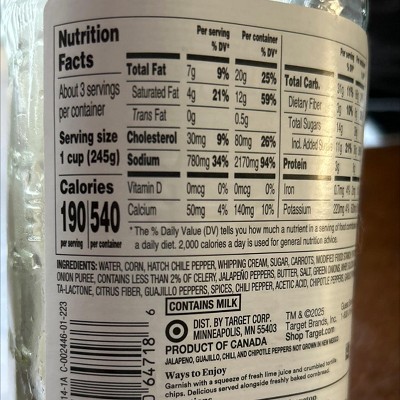 Nutrition Facts
About 3 servings per container
Serving size
1 cup (245g)
Calories
190 540
per serving per container
Per serving Per container
% DV* % DV*
Total Fat 7g 9% 20g 25%
Saturated Fat 4g 21% 12g 59%
Trans Fat 0g 0.5g
Cholesterol 30mg 9% 80mg 26%
Sodium 780mg 34% 2170mg 94%
Vitamin D 0mcg 0% 0mcg 0%
Calcium 50mg 4% 140mg 10%
Total Carb.
Dietary Fiber
Total Sugars
Incl. Added
Protein
Iron 0.7mg
Potassium 220mg
*The % Daily Value (DV) tells you how much a nutrient in a serving of food
a daily diet. 2,000 calories a day is used for general nutrition advice.
INGREDIENTS: WATER, CORN, HATCH CHILE PEPPER, WHIPPING CREAM, SUGAR, CARROTS, MODIFIED
ONION PUREE, CONTAINS LESS THAN 2% OF CELERY, JALAPEÑO PEPPERS, BUTTER, SALT, GREEN ONIONS,
TA-LACTONE, CITRUS FIBER, GUAJILLO PEPPERS, SPICES, CHILI PEPPER, ACETIC ACID, CHIPOTLE
CONTAINS MILK
DIST. BY TARGET CORP.
MINNEAPOLIS, MN 55403
PRODUCT OF CANADA
JALAPENO, GUAJILLO, CHILI, AND CHIPOTLE PEPPERS NOT GROWN IN NEW MEXICO
TM & ©2025
Target Brands, Inc.
Shop Target.com
Ways to Enjoy
Garnish with a squeeze of fresh lime juice and crumbled tortilla
chips. Delicious served alongside freshly baked cornbread.
C-002446-01-223